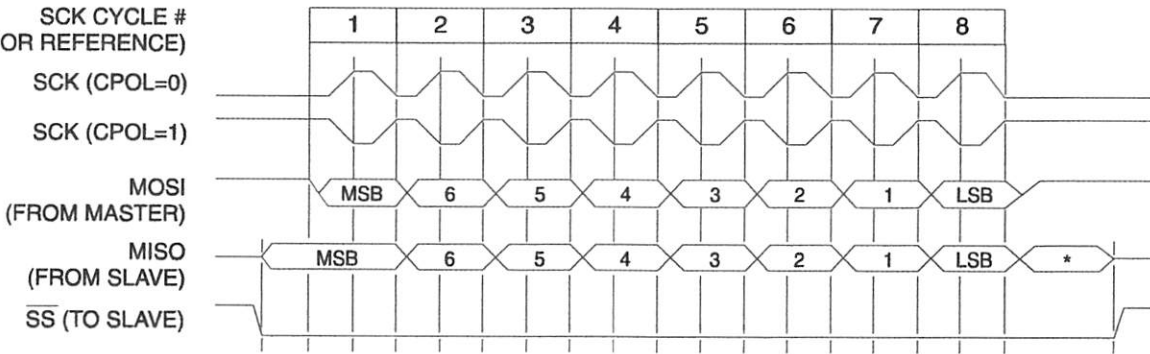 SCK CYCLE #
OR REFERENCE)
1 2 3 4 5 6 7 8
SCK (CPOL=0)
SCK (CPOL=1)
MOSI
(FROM MASTER)
MSB 6 5 4 3 2 1 LSB
MISO
(FROM SLAVE)
MSB 6 5 4 3 2 1 LSB *
SS (TO SLAVE)